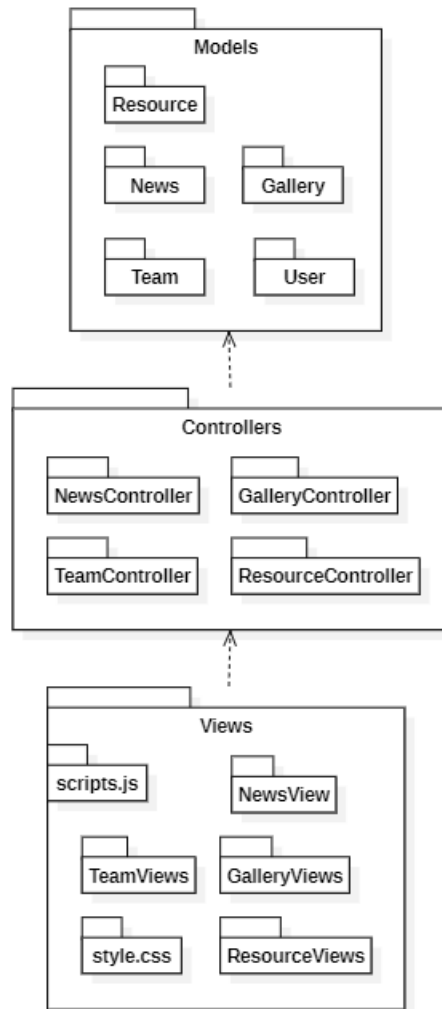 Models
Resource
News
Gallery
Team
User
Controllers
NewsController
GalleryController
TeamController
ResourceController
Views
scripts.js
NewsView
TeamViews
GalleryViews
style.css
ResourceViews